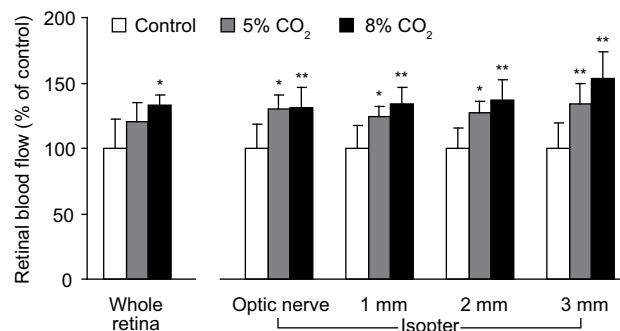 Control 5% CO₂ 8% CO₂
Retinal blood flow (% of control)
200
150
100
50
0
* * ** * ** * ** ** **
Whole retina
Optic nerve 1 mm 2 mm 3 mm
Isopter